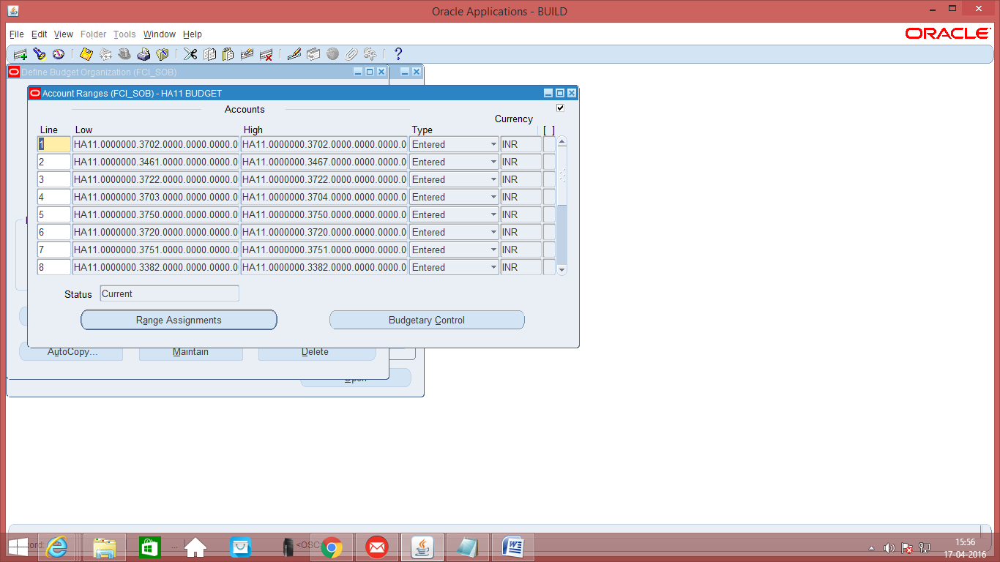 Oracle Applications - BUILD
File Edit View Folder Tools Window Help
ORACLE
Define Budget Organization (FCI_SOB)
Account Ranges (FCI_SOB) - HA11 BUDGET
Accounts
Currency
Line Low High Type [ ]
1 HA11.0000000.3702.0000.0000.0000.0 HA11.0000000.3702.0000.0000.0000.0 Entered INR
2 HA11.0000000.3461.0000.0000.0000.0 HA11.0000000.3467.0000.0000.0000.0 Entered INR
3 HA11.0000000.3722.0000.0000.0000.0 HA11.0000000.3722.0000.0000.0000.0 Entered INR
4 HA11.0000000.3703.0000.0000.0000.0 HA11.0000000.3704.0000.0000.0000.0 Entered INR
5 HA11.0000000.3750.0000.0000.0000.0 HA11.0000000.3750.0000.0000.0000.0 Entered INR
6 HA11.0000000.3720.0000.0000.0000.0 HA11.0000000.3720.0000.0000.0000.0 Entered INR
7 HA11.0000000.3751.0000.0000.0000.0 HA11.0000000.3751.0000.0000.0000.0 Entered INR
8 HA11.0000000.3382.0000.0000.0000.0 HA11.0000000.3382.0000.0000.0000.0 Entered INR
Status Current
Range Assignments Budgetary Control
AutoCopy... Maintain Delete
Open
... <OSC
15:56
17-04-2016